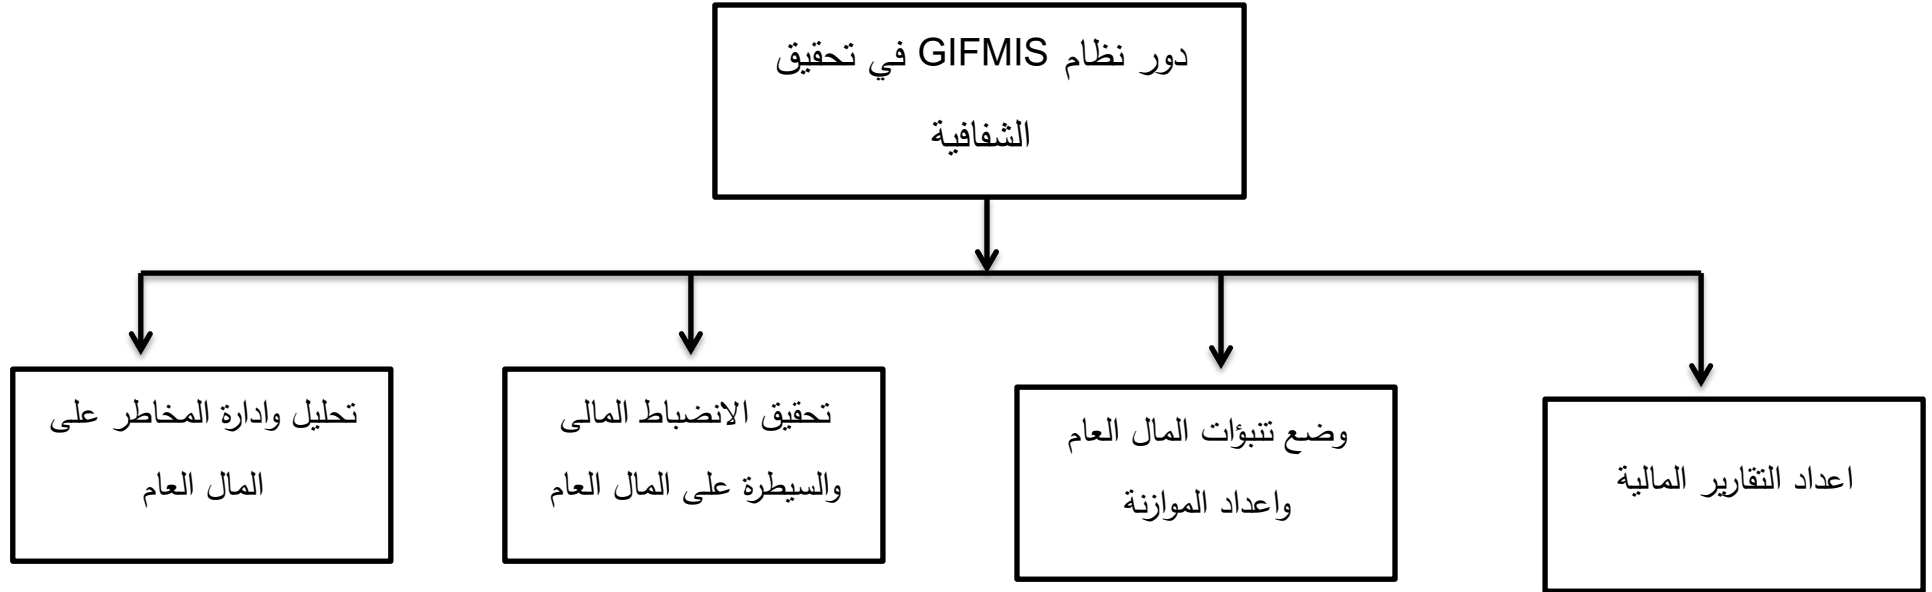 دور نظام GIFMIS في تحقيق
الشفافية
اعداد التقارير المالية
وضع تنبؤات المال العام
واعداد الموازنة
تحقيق الانضباط المالى
والسيطرة على المال العام
تحليل وادارة المخاطر على
المال العام